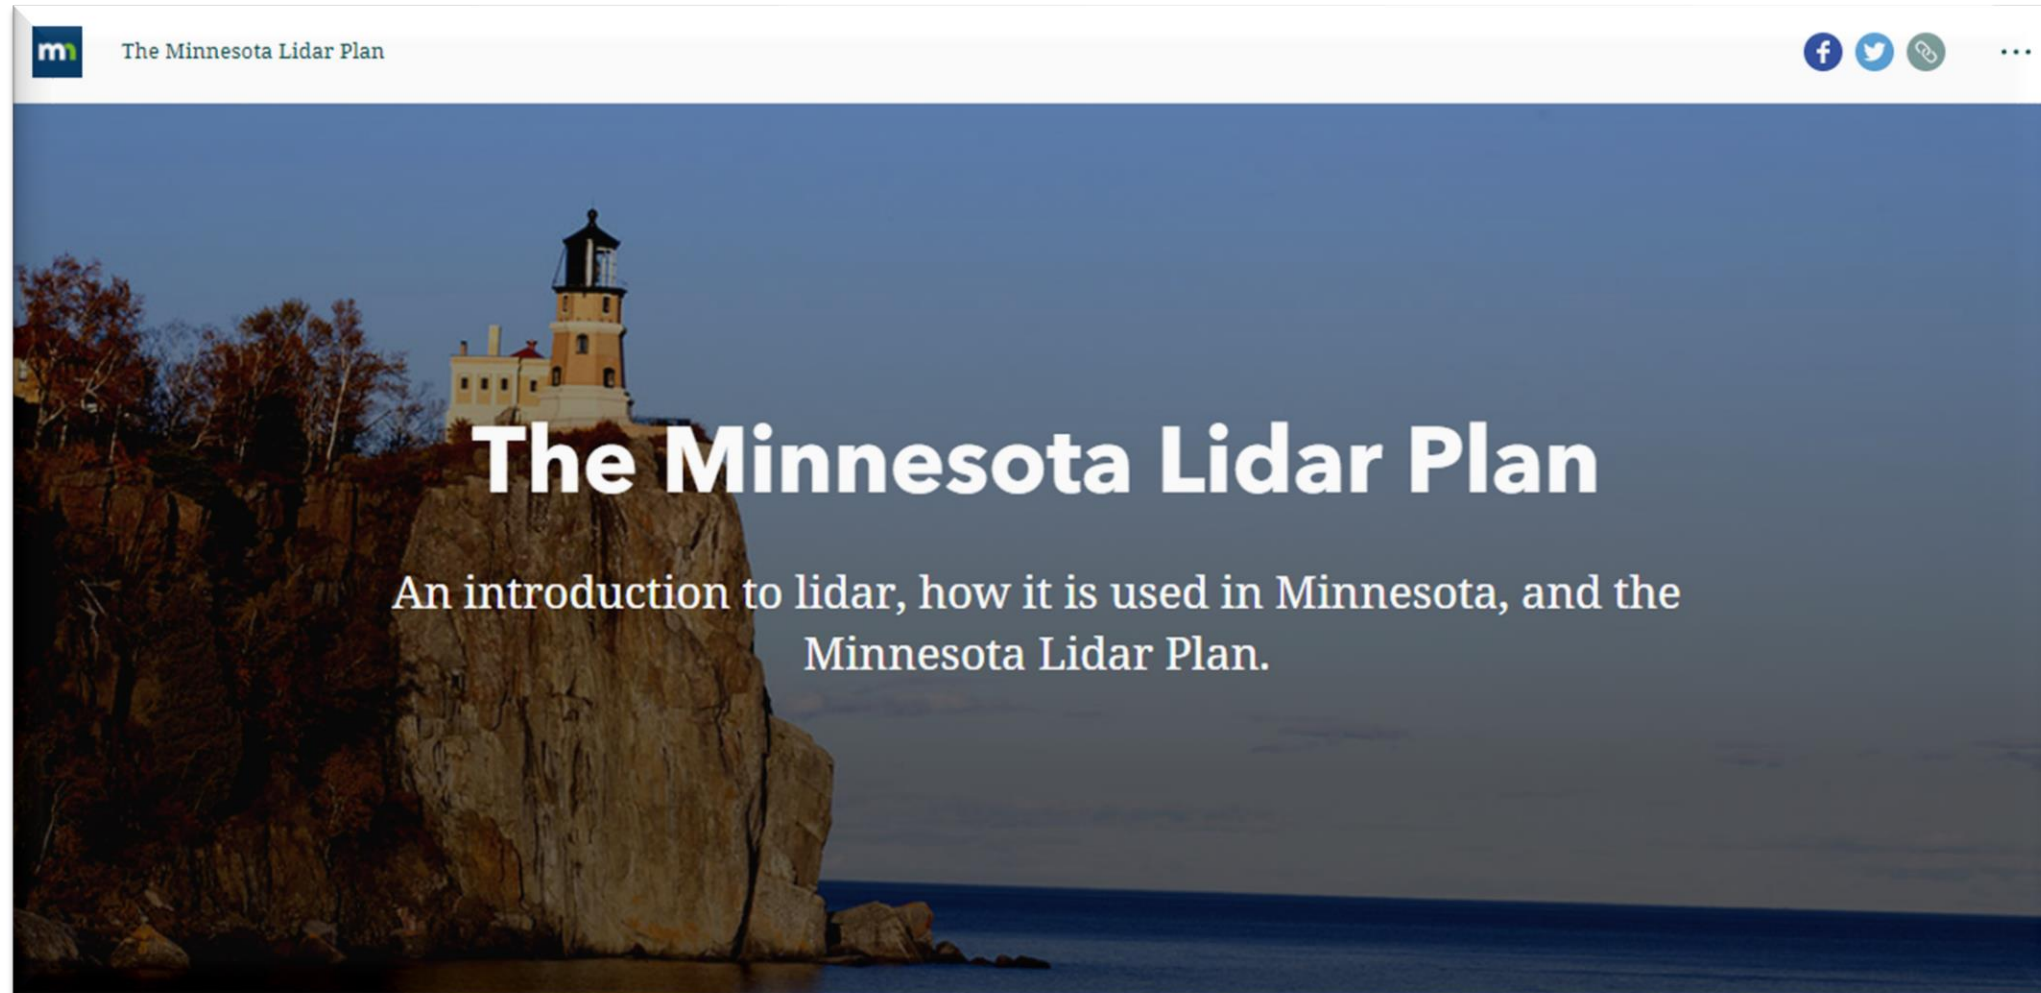 mn
The Minnesota Lidar Plan
The Minnesota Lidar Plan
An introduction to lidar, how it is used in Minnesota, and the
Minnesota Lidar Plan.